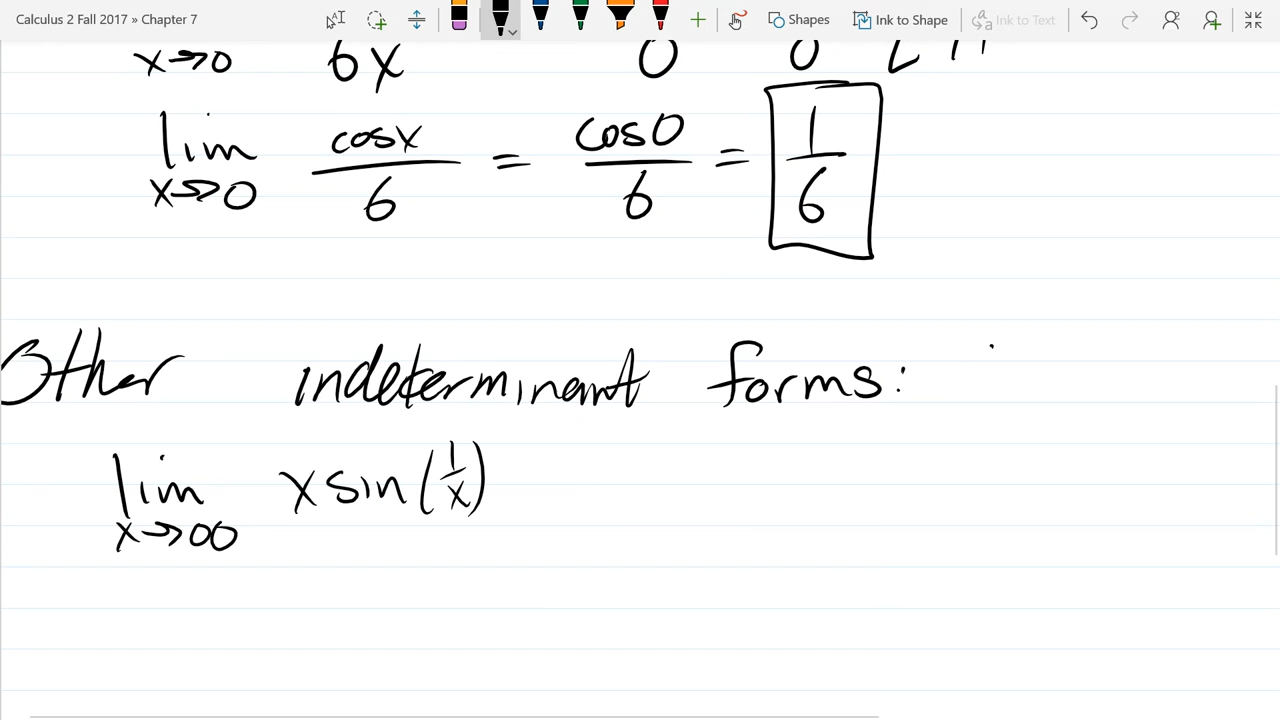 Calculus 2 Fall 2017 » Chapter 7 Shapes Ink to Shape Ink to Text
x→0 6x 0 0 L'H
lim x→0 cosx/6 = cos0/6 = 1/6
Other indeterminant forms:
lim x→∞ x sin(1/x)